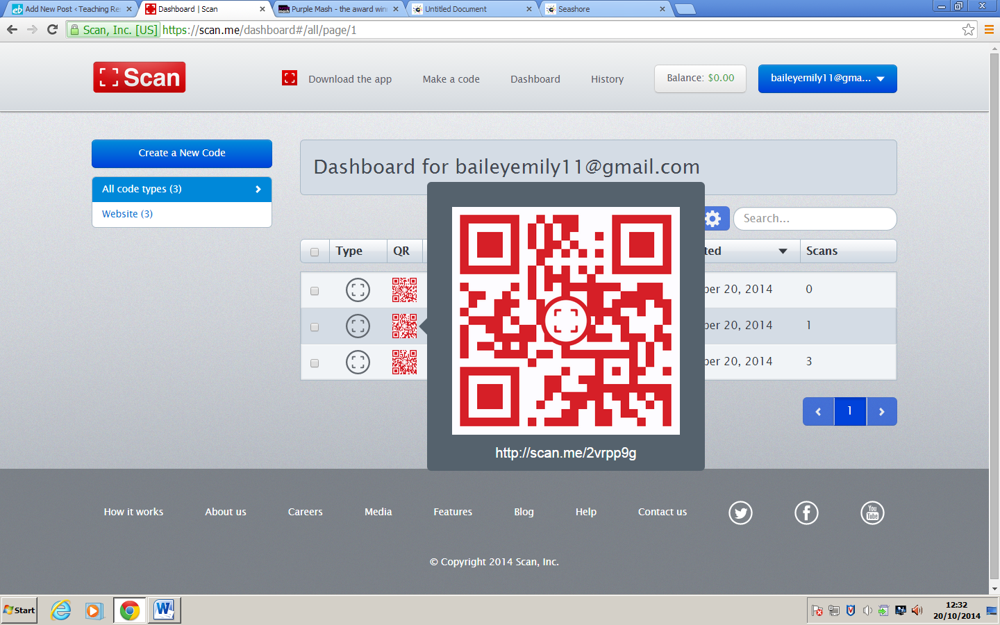 Add New Post ‹ Teaching Re
Dashboard | Scan
Purple Mash - the award win
Untitled Document
Seashore
Scan, Inc. [US] https://scan.me/dashboard#/all/page/1
Scan
Download the app
Make a code
Dashboard
History
Balance: $0.00
baileyemily11@gma...
Create a New Code
All code types (3)
Website (3)
Dashboard for baileyemily11@gmail.com
Search...
Type
QR
ted
Scans
ber 20, 2014
0
ber 20, 2014
1
ber 20, 2014
3
http://scan.me/2vrpp9g
1
How it works
About us
Careers
Media
Features
Blog
Help
Contact us
You
Tube
© Copyright 2014 Scan, Inc.
Start
12:32
20/10/2014